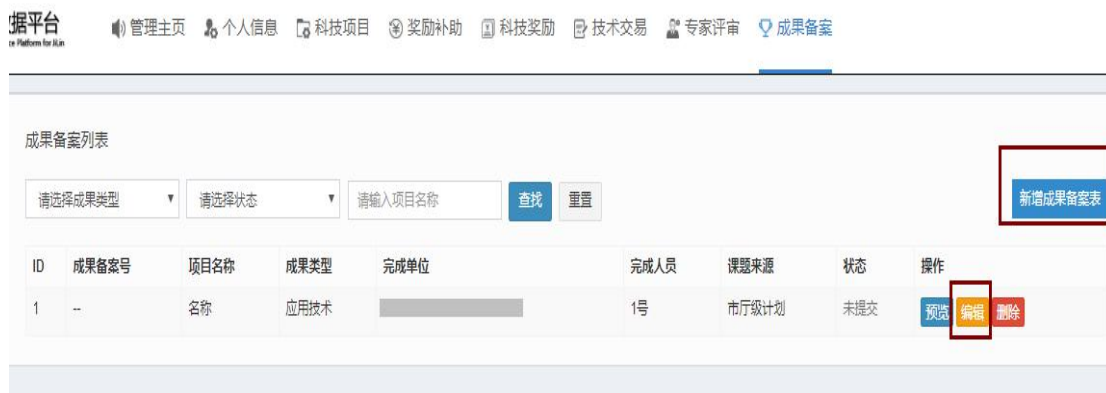 据平台
ce Platform for JiLin
管理主页 个人信息 科技项目 奖励补助 科技奖励 技术交易 专家评审 成果备案
成果备案列表
请选择成果类型 请选择状态 请输入项目名称 查找 重置 新增成果备案表
ID 成果备案号 项目名称 成果类型 完成单位 完成人员 课题来源 状态 操作
1 -- 名称 应用技术 1号 市厅级计划 未提交 预览 编辑 删除